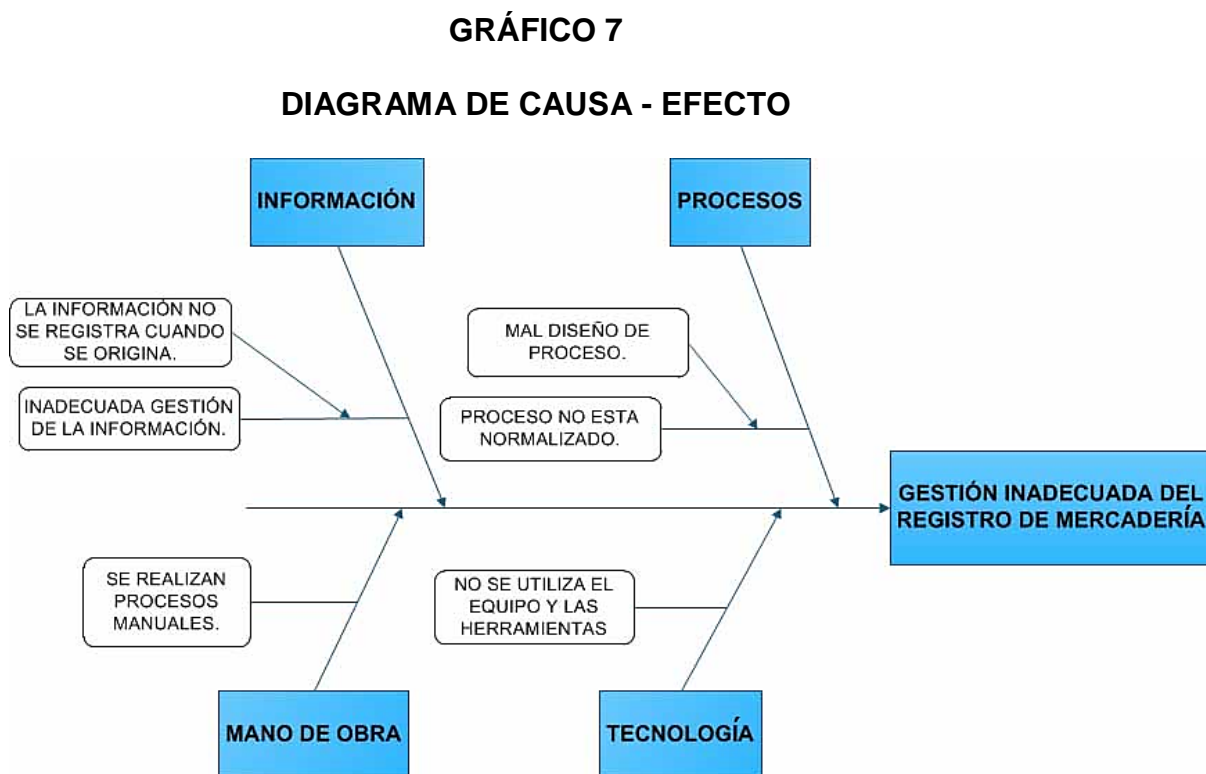 GRÁFICO 7
DIAGRAMA DE CAUSA - EFECTO
INFORMACIÓN
PROCESOS
LA INFORMACIÓN NO
SE REGISTRA CUANDO
SE ORIGINA.
MAL DISEÑO DE
PROCESO.
INADECUADA GESTIÓN
DE LA INFORMACIÓN.
PROCESO NO ESTA
NORMALIZADO.
GESTIÓN INADECUADA DEL
REGISTRO DE MERCADERÍA
SE REALIZAN
PROCESOS
MANUALES.
NO SE UTILIZA EL
EQUIPO Y LAS
HERRAMIENTAS
MANO DE OBRA
TECNOLOGÍA